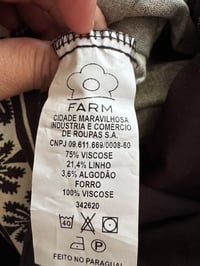 FARM
CIDADE MARAVILHOSA
INDUSTRIA E COMÉRCIO
DE ROUPAS S.A.
CNPJ 09.611.669/0008-60
75% VISCOSE
21,4% LINHO
3,6% ALGODÃO
FORRO
100% VISCOSE
342620
40
P
FEITO NO PARAGUAI